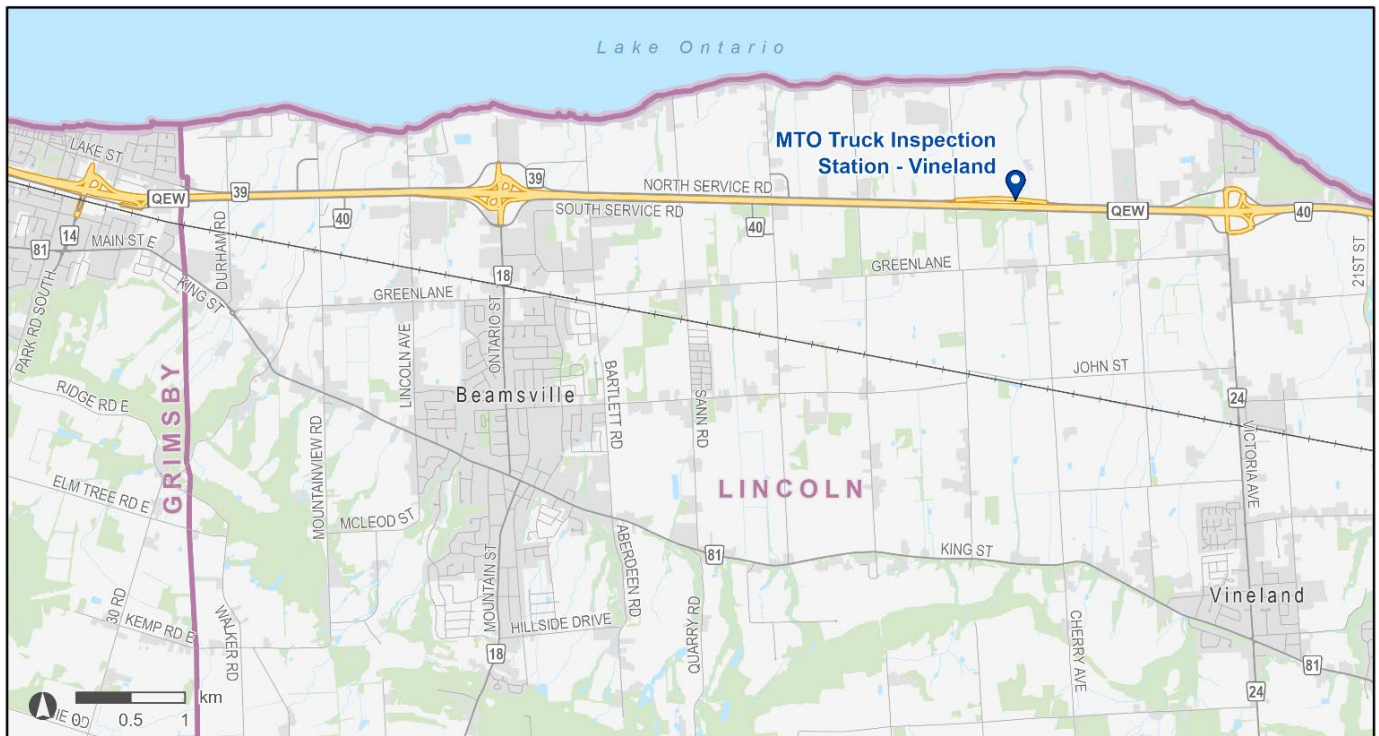 Lake Ontario
MTO Truck Inspection
Station - Vineland
LAKE ST
QEW
39
39
NORTH SERVICE RD
SOUTH SERVICE RD
QEW
40
40
40
14
81
MAIN ST E
KING ST
DURHAM RD
PARK RD SOUTH
18
GREENLANE
GREENLANE
21ST ST
LINCOLN AVE
ONTARIO ST
Beamsville
BARTLETT RD
SANN RD
JOHN ST
24
VICTORIA AVE
RIDGE RD E
GRIMSBY
MOUNTAINVIEW RD
ELM TREE RD E
MCLEOD ST
LINCOLN
ABERDEEN RD
81
KING ST
MOUNTAIN ST
HILLSIDE DRIVE
QUARRY RD
CHERRY AVE
Vineland
30 RD
KEMP RD E
WALKER RD
18
81
24
km
0
0.5
1
IE RD